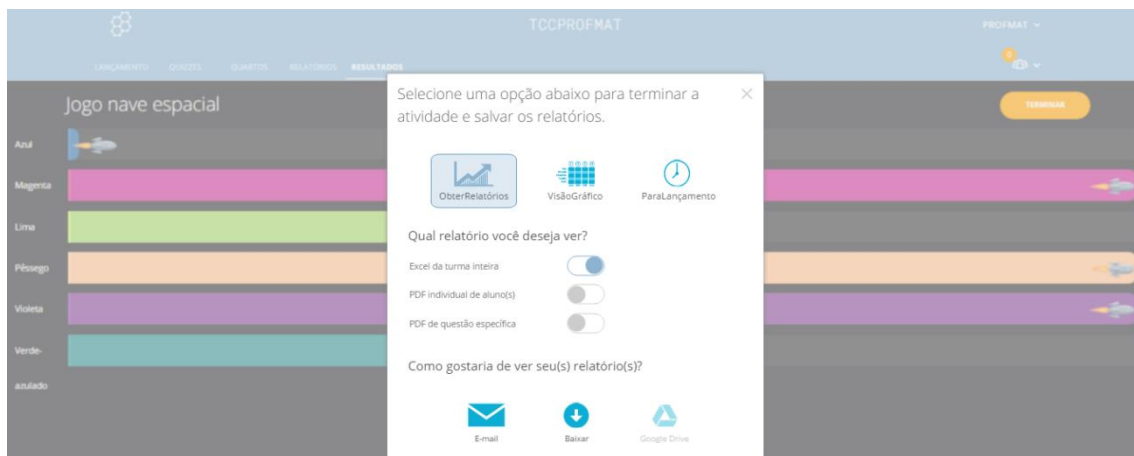 TCCPROFMAT
PROFMAT
LANÇAMENTO QUIZZES QUARTOS RELATÓRIOS RESULTADOS
0
Jogo nave espacial
TERMINAR
Azul
Magenta
Lima
Pêssego
Violeta
Verde-
azulado
Selecione uma opção abaixo para terminar a
atividade e salvar os relatórios.
ObterRelatórios VisãoGráfico ParaLançamento
Qual relatório você deseja ver?
Excel da turma inteira
PDF individual de aluno(s)
PDF de questão específica
Como gostaria de ver seu(s) relatório(s)?
E-mail Baixar Google Drive